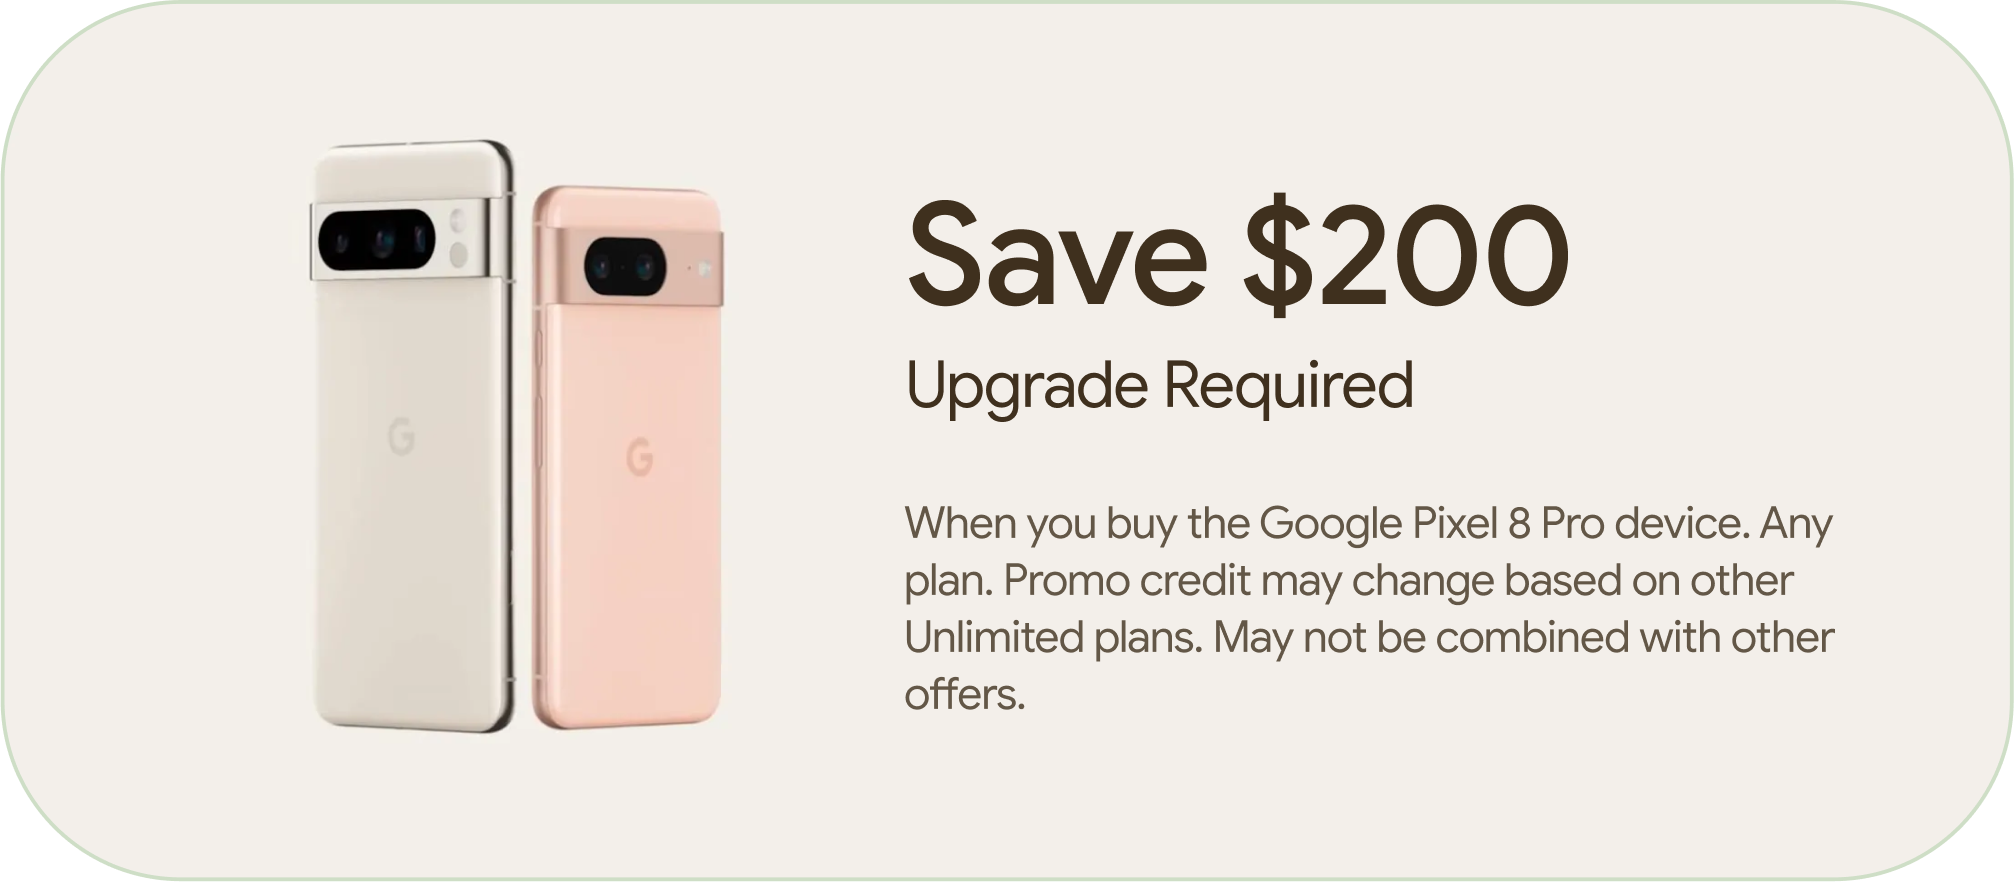 Save $200
Upgrade Required
When you buy the Google Pixel 8 Pro device. Any
plan. Promo credit may change based on other
Unlimited plans. May not be combined with other
offers.
G
G